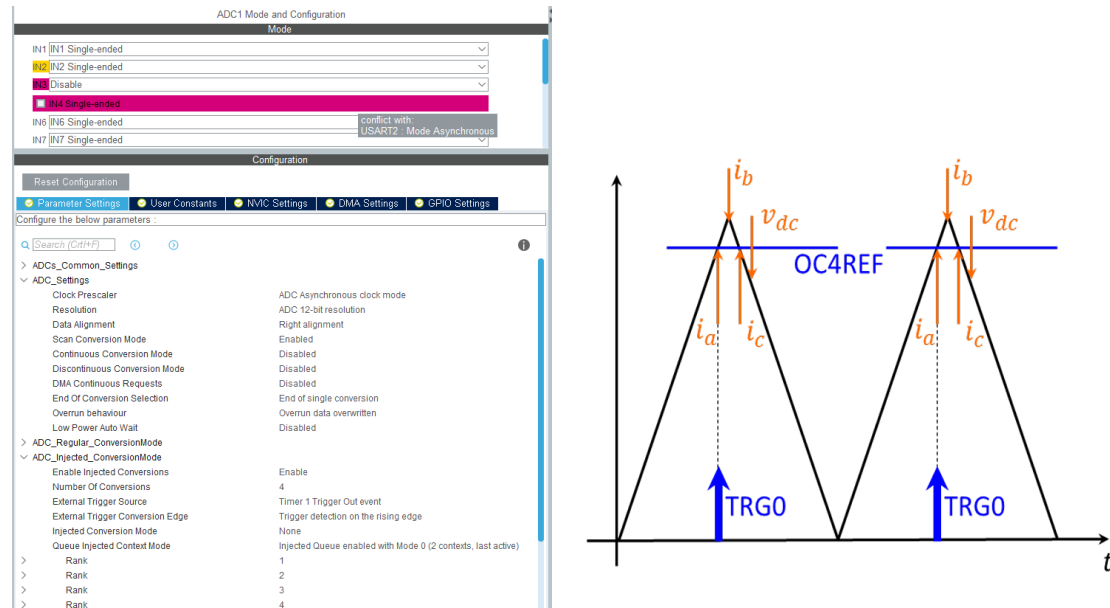 ADC1 Mode and Configuration
Mode
IN1 IN1 Single-ended
IN2 IN2 Single-ended
IN3 Disable
IN4 Single-ended
IN6 IN6 Single-ended
conflict with:
USART2 : Mode Asynchronous
IN7 IN7 Single-ended
Configuration
Reset Configuration
Parameter Settings User Constants NVIC Settings DMA Settings GPIO Settings
Configure the below parameters :
Search (Crtl+F)
ADCs_Common_Settings
ADC_Settings
Clock Prescaler ADC Asynchronous clock mode
Resolution ADC 12-bit resolution
Data Alignment Right alignment
Scan Conversion Mode Enabled
Continuous Conversion Mode Disabled
Discontinuous Conversion Mode Disabled
DMA Continuous Requests Disabled
End Of Conversion Selection End of single conversion
Overrun behaviour Overrun data overwritten
Low Power Auto Wait Disabled
ADC_Regular_ConversionMode
ADC_Injected_ConversionMode
Enable Injected Conversions Enable
Number Of Conversions 4
External Trigger Source Timer 1 Trigger Out event
External Trigger Conversion Edge Trigger detection on the rising edge
Injected Conversion Mode None
Queue Injected Context Mode Injected Queue enabled with Mode 0 (2 contexts, last active)
Rank 1
Rank 2
Rank 3
Rank 4
i_b i_b
v_dc v_dc
OC4REF
i_a i_c i_a i_c
TRG0 TRG0
t